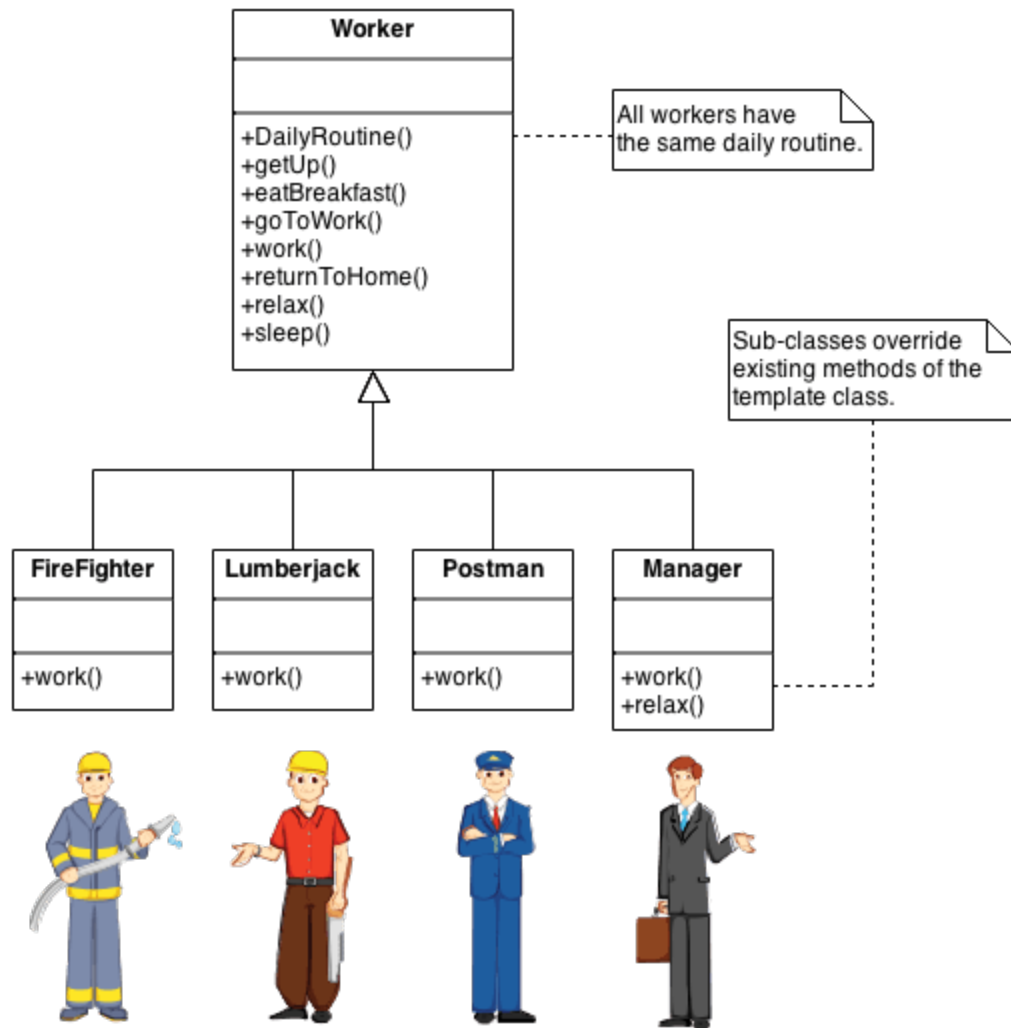 Worker
+DailyRoutine()
+getUp()
+eatBreakfast()
+goToWork()
+work()
+returnToHome()
+relax()
+sleep()
All workers have
the same daily routine.
Sub-classes override
existing methods of the
template class.
FireFighter
+work()
Lumberjack
+work()
Postman
+work()
Manager
+work()
+relax()